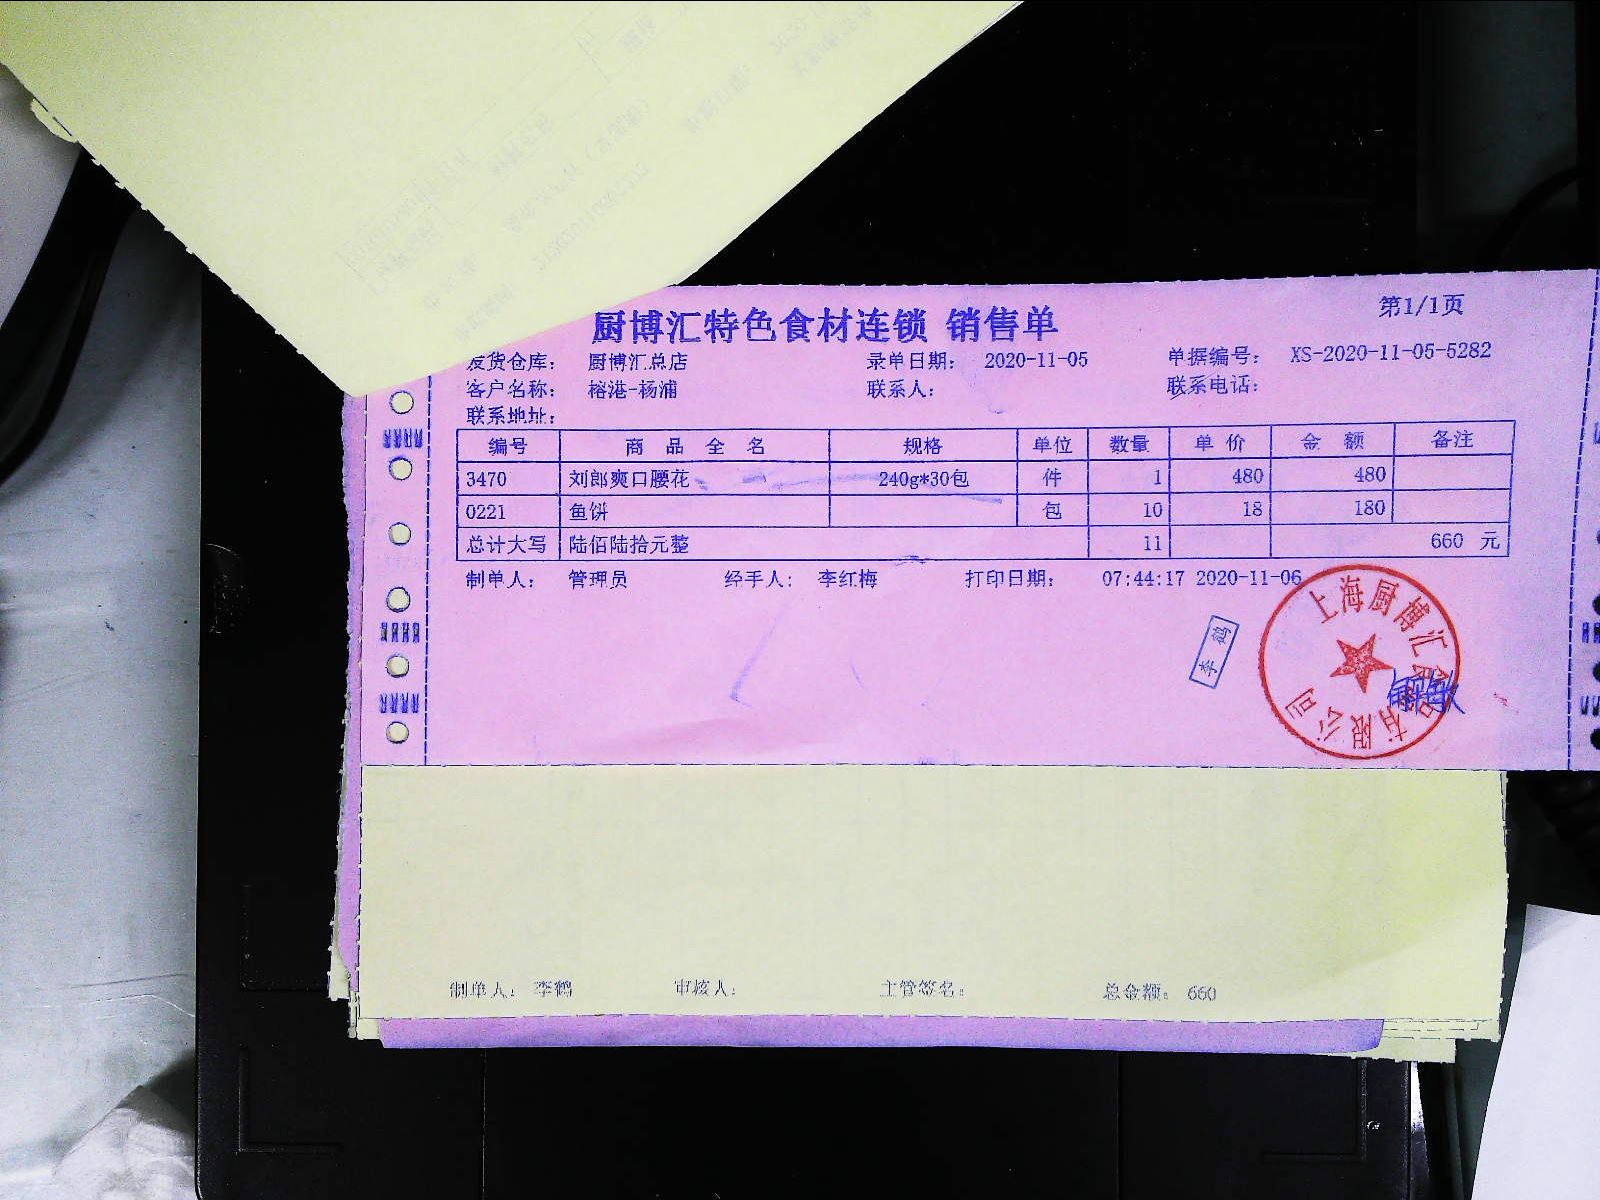 厨博汇特色食材连锁 销售单
第1/1页
发货仓库： 厨博汇总店 录单日期： 2020-11-05 单据编号： XS-2020-11-05-5282
客户名称： 榕港-杨浦 联系人： 联系电话：
联系地址：
编号 商品全名 规格 单位 数量 单价 金额 备注
3470 刘郎爽口腰花 240g*30包 件 1 480 480
0221 鱼饼 包 10 18 180
总计大写 陆佰陆拾元整 11 660 元
制单人： 管理员 经手人： 李红梅 打印日期： 07:44:17 2020-11-06
李鹤
上海厨博汇食品有限公司
制单人： 李鹤 审核人： 主管签名： 总金额： 660